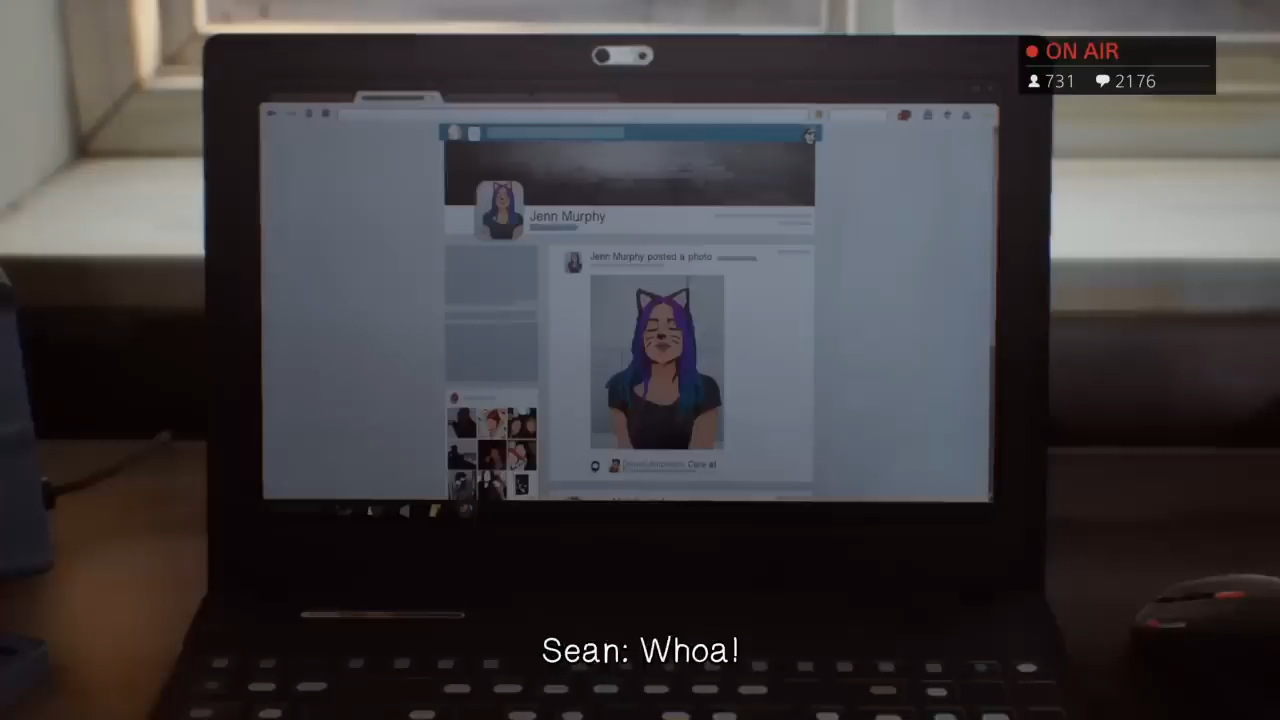 ON AIR
731 2176
Jenn Murphy
Jenn Murphy posted a photo
Sean: Whoa!